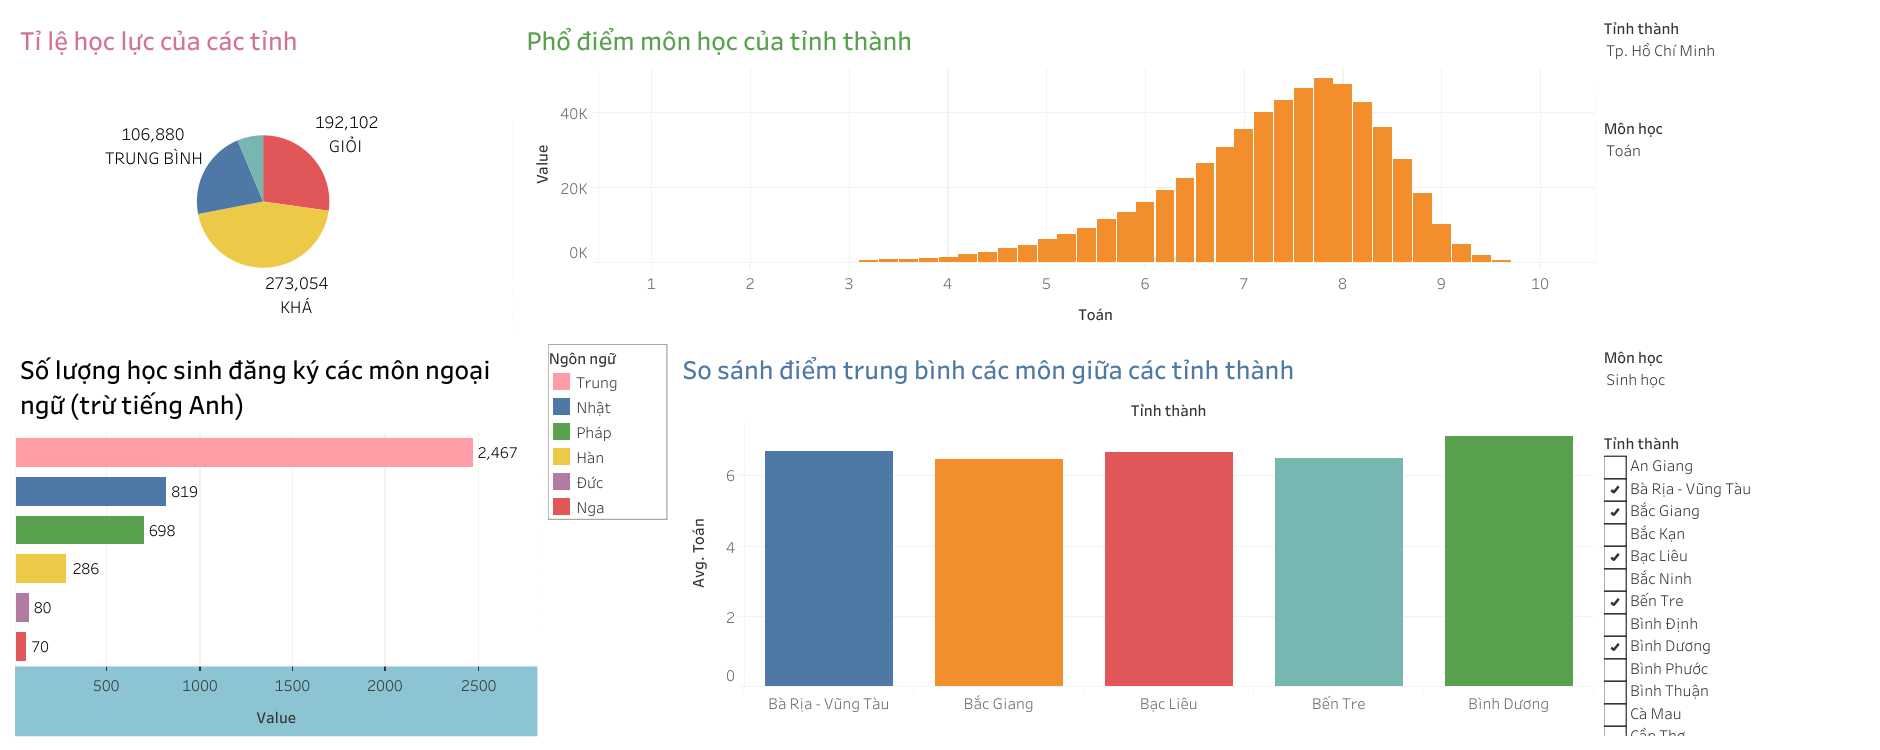 Tỉ lệ học lực của các tỉnh
192,102
GIỎI
106,880
TRUNG BÌNH
273,054
KHÁ
Phổ điểm môn học của tỉnh thành
Value
40K
20K
0K
1 2 3 4 5 6 7 8 9 10
Toán
Tỉnh thành
Tp. Hồ Chí Minh
Môn học
Toán
Số lượng học sinh đăng ký các môn ngoại
ngữ (trừ tiếng Anh)
2,467
819
698
286
80
70
500 1000 1500 2000 2500
Value
Ngôn ngữ
Trung
Nhật
Pháp
Hàn
Đức
Nga
So sánh điểm trung bình các môn giữa các tỉnh thành
Tỉnh thành
Avg. Toán
6
4
2
0
Bà Rịa - Vũng Tàu Bắc Giang Bạc Liêu Bến Tre Bình Dương
Môn học
Sinh học
Tỉnh thành
An Giang
Bà Rịa - Vũng Tàu
Bắc Giang
Bắc Kạn
Bạc Liêu
Bắc Ninh
Bến Tre
Bình Định
Bình Dương
Bình Phước
Bình Thuận
Cà Mau